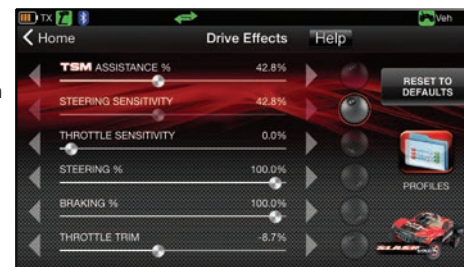 TX Veh
Home Drive Effects Help
TSM ASSISTANCE % 42.8%
STEERING SENSITIVITY 42.8%
THROTTLE SENSITIVITY 0.0%
STEERING % 100.0%
BRAKING % 100.0%
THROTTLE TRIM -8.7%
RESET TO
DEFAULTS
PROFILES
SLASH